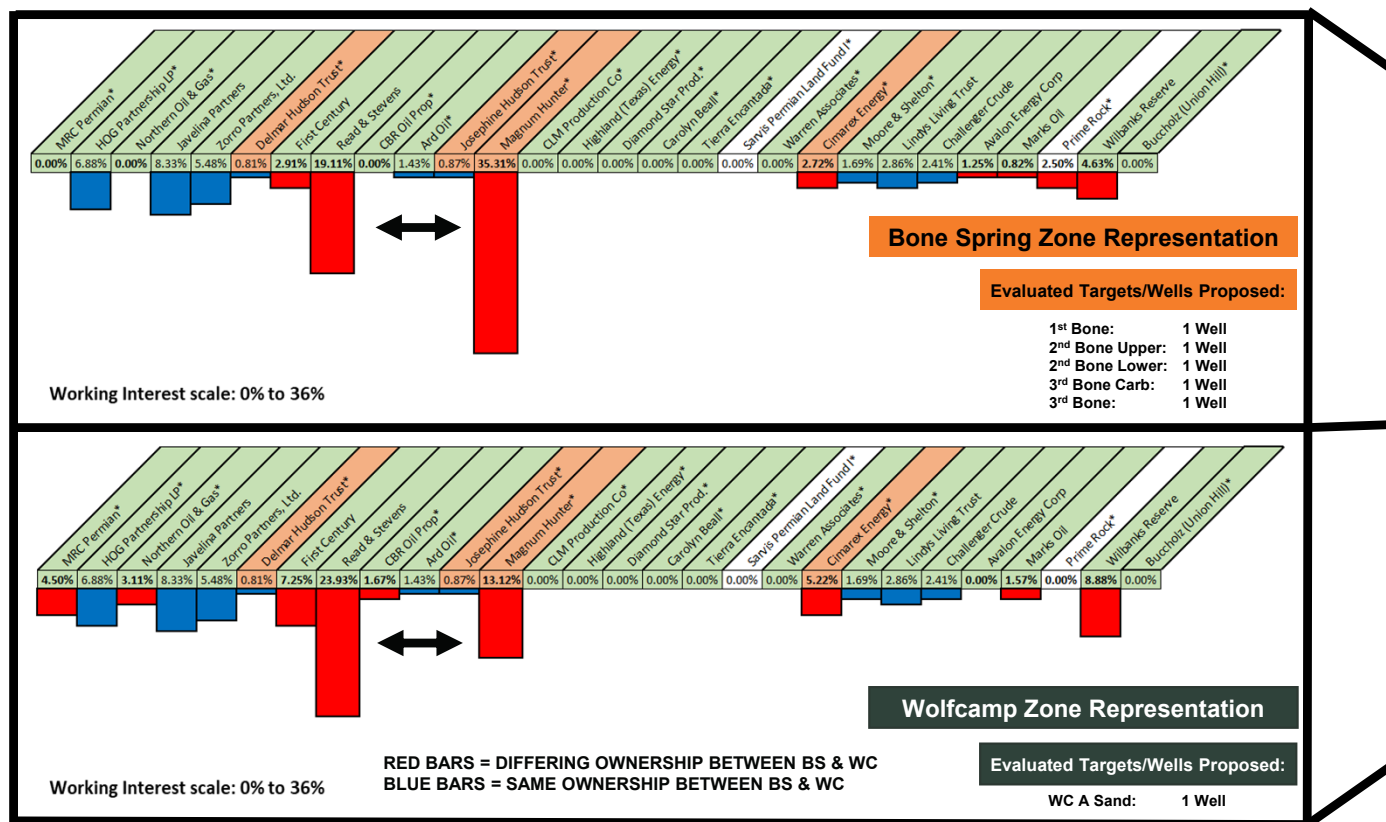 MRC Permian*
HOG Partnership LP*
Northern Oil & Gas*
Javelina Partners
Zorro Partners, Ltd.
Delmar Hudson Trust*
First Century
Read & Stevens
CBR Oil Prop*
Ard Oil*
Josephine Hudson Trust*
Magnum Hunter*
CLM Production Co*
Highland (Texas) Energy*
Diamond Star Prod.*
Carolyn Beall*
Tierra Encantada*
Sarvis Permian Land Fund I*
Warren Associates*
Cimarex Energy*
Moore & Shelton*
Lindys Living Trust
Challenger Crude
Avalon Energy Corp
Marks Oil
Prime Rock*
Wilbanks Reserve
Buccholz (Union Hill)*
0.00% 6.88% 0.00% 8.33% 5.48% 0.81% 2.91% 19.11% 0.00% 1.43% 0.87% 35.31% 0.00% 0.00% 0.00% 0.00% 0.00% 0.00% 0.00% 2.72% 1.69% 2.86% 2.41% 1.25% 0.82% 2.50% 4.63% 0.00%
Bone Spring Zone Representation
Evaluated Targets/Wells Proposed:
1st Bone: 1 Well
2nd Bone Upper: 1 Well
2nd Bone Lower: 1 Well
3rd Bone Carb: 1 Well
3rd Bone: 1 Well
Working Interest scale: 0% to 36%
MRC Permian*
HOG Partnership LP*
Northern Oil & Gas*
Javelina Partners
Zorro Partners, Ltd.
Delmar Hudson Trust*
First Century
Read & Stevens
CBR Oil Prop*
Ard Oil*
Josephine Hudson Trust*
Magnum Hunter*
CLM Production Co*
Highland (Texas) Energy*
Diamond Star Prod.*
Carolyn Beall*
Tierra Encantada*
Sarvis Permian Land Fund I*
Warren Associates*
Cimarex Energy*
Moore & Shelton*
Lindys Living Trust
Challenger Crude
Avalon Energy Corp
Marks Oil
Prime Rock*
Wilbanks Reserve
Buccholz (Union Hill)*
4.50% 6.88% 3.11% 8.33% 5.48% 0.81% 7.25% 23.93% 1.67% 1.43% 0.87% 13.12% 0.00% 0.00% 0.00% 0.00% 0.00% 0.00% 0.00% 5.22% 1.69% 2.86% 2.41% 0.00% 1.57% 0.00% 8.88% 0.00%
Wolfcamp Zone Representation
Evaluated Targets/Wells Proposed:
WC A Sand: 1 Well
RED BARS = DIFFERING OWNERSHIP BETWEEN BS & WC
BLUE BARS = SAME OWNERSHIP BETWEEN BS & WC
Working Interest scale: 0% to 36%